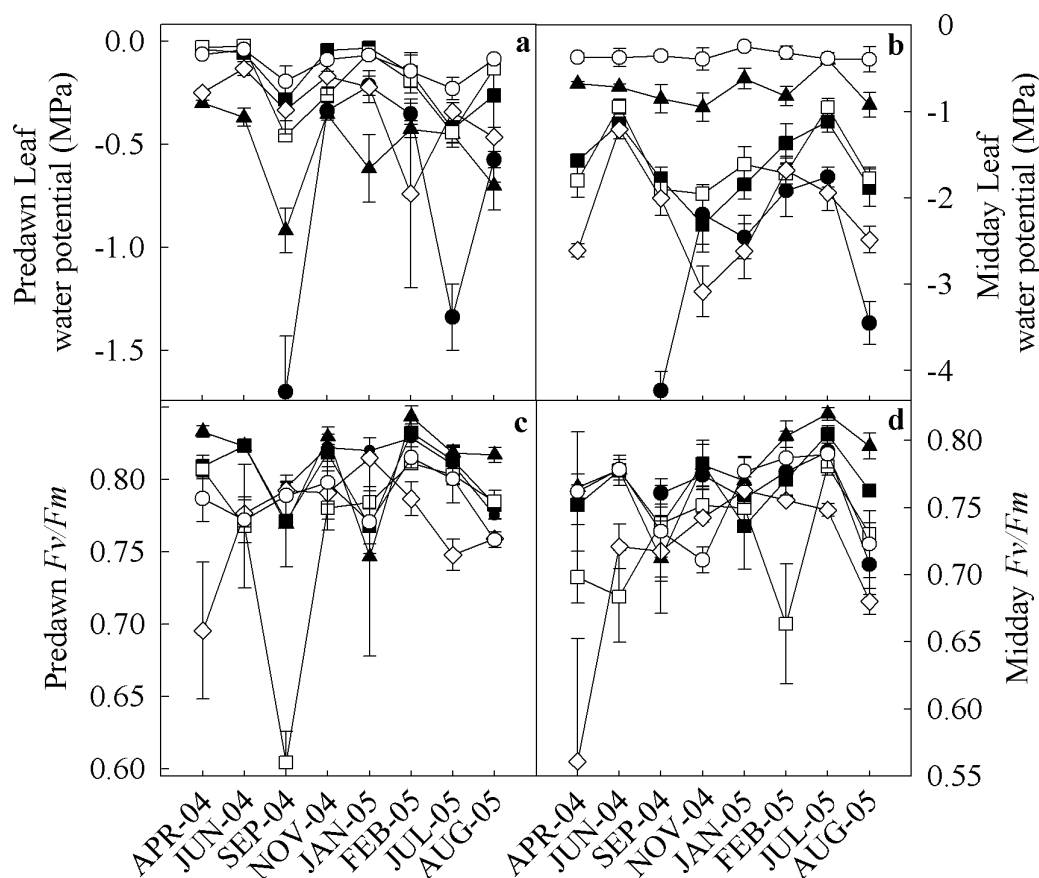 a
b
0.0
-0.5
-1.0
-1.5
Predawn Leaf
water potential (MPa)
0
-1
-2
-3
-4
Midday Leaf
water potential (MPa)
c
d
0.80
0.75
0.70
0.65
0.60
Predawn Fv/Fm
0.80
0.75
0.70
0.65
0.60
0.55
Midday Fv/Fm
APR-04
JUN-04
SEP-04
NOV-04
JAN-05
FEB-05
JUL-05
AUG-05
APR-04
JUN-04
SEP-04
NOV-04
JAN-05
FEB-05
JUL-05
AUG-05